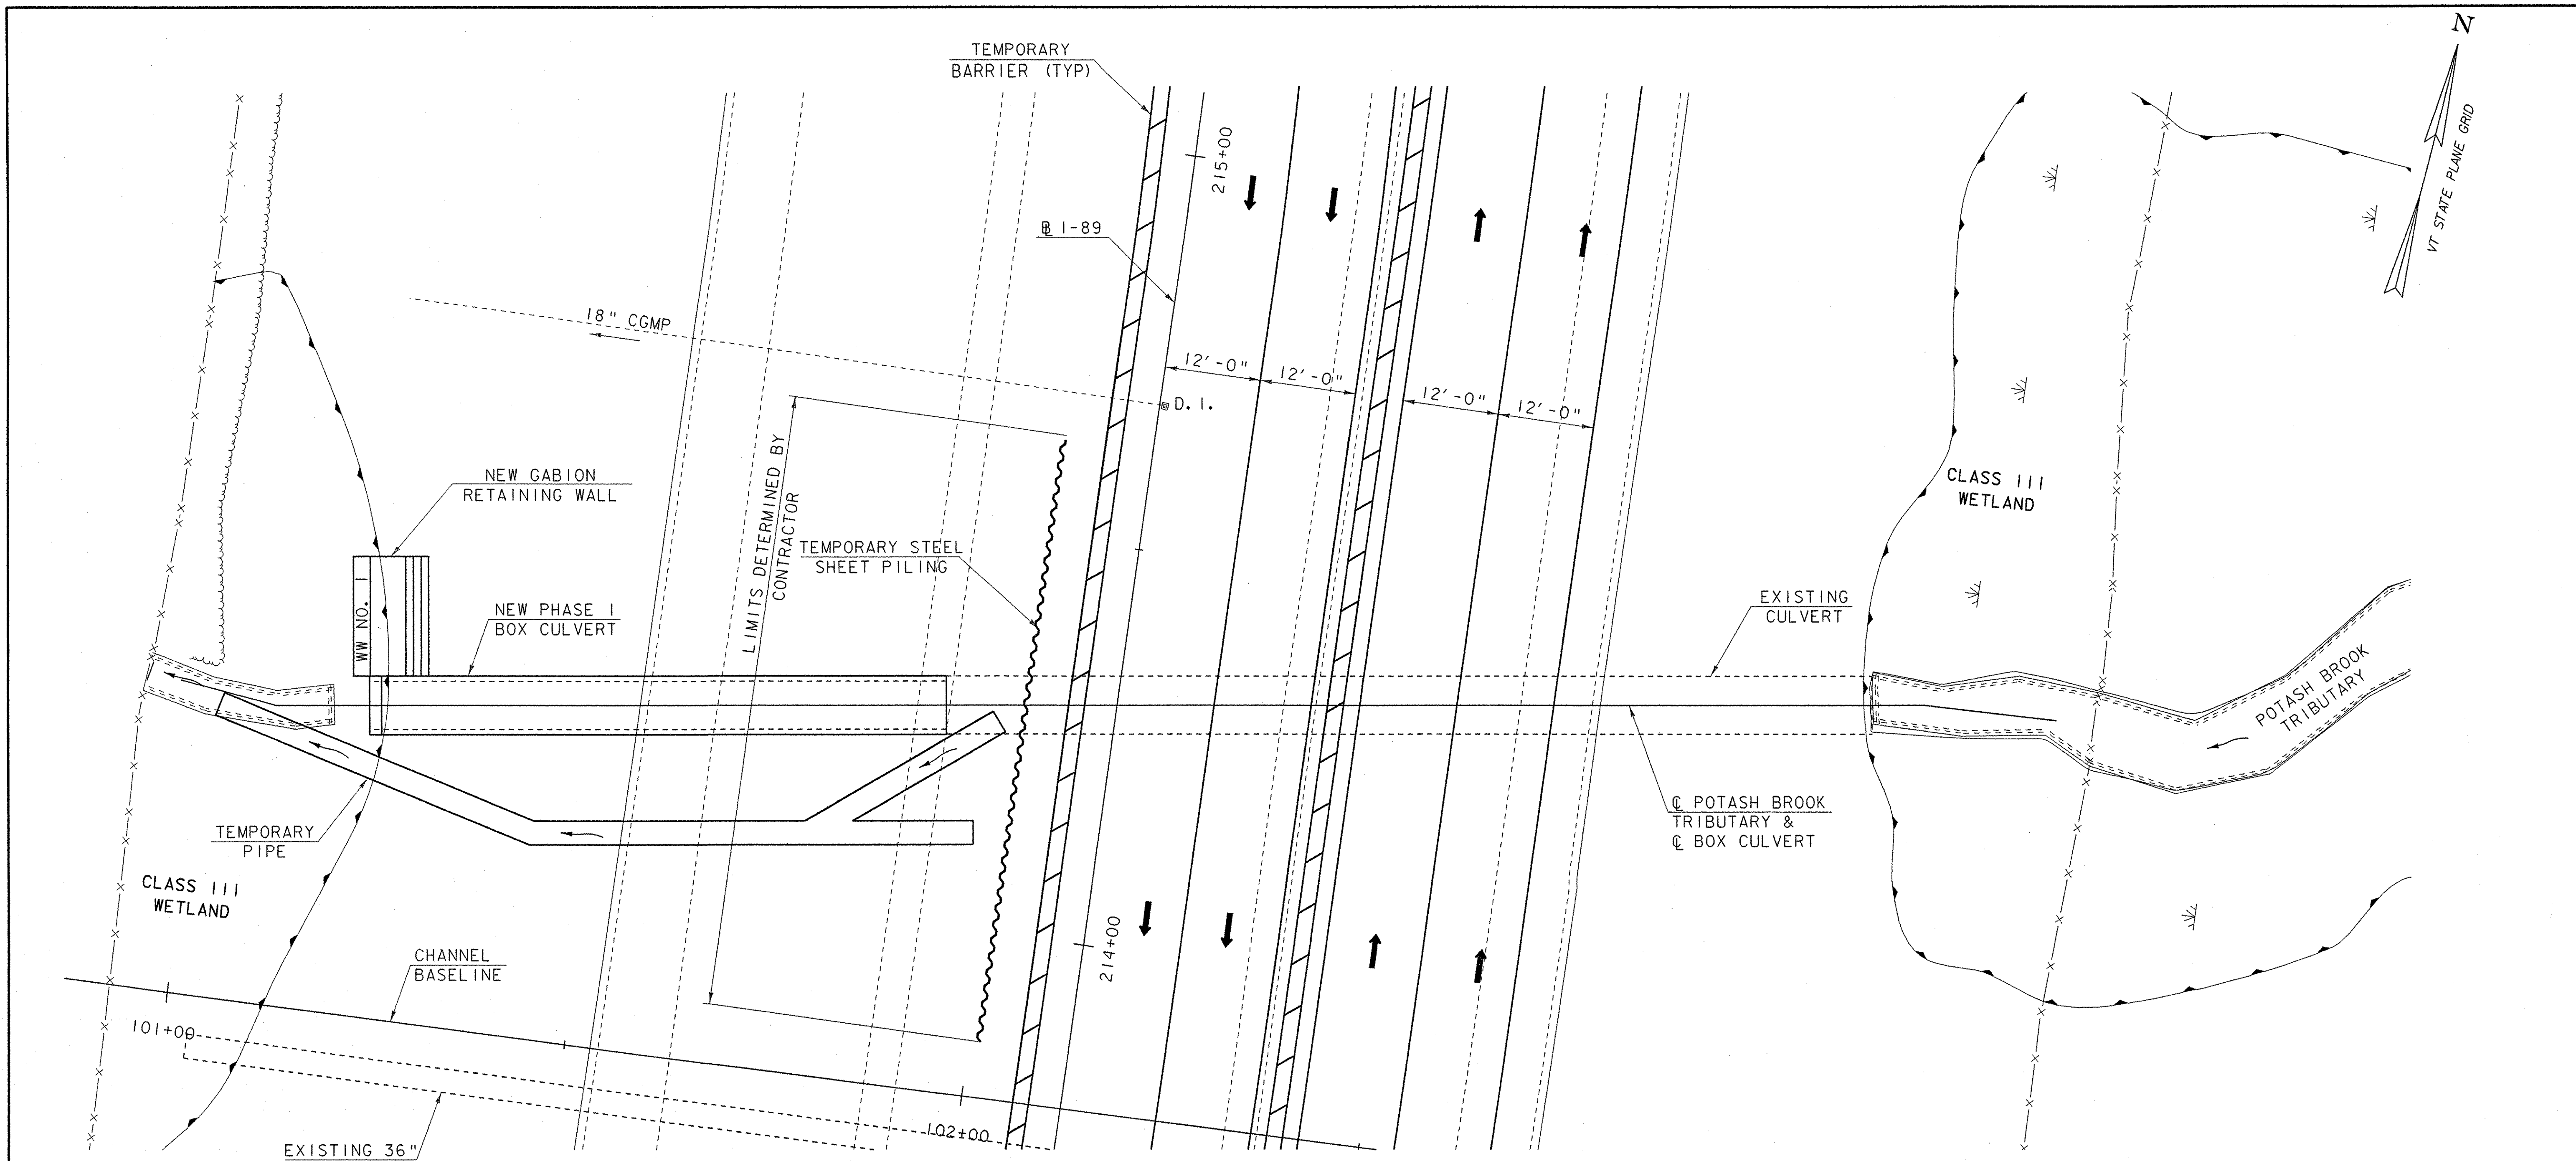 TEMPORARY
BARRIER (TYP)
N
VT STATE PLANE GRID
215+00
℄ I-89
18" CGMP
12'-0"
12'-0"
12'-0"
12'-0"
D. I.
LIMITS DETERMINED BY
CONTRACTOR
NEW GABION
RETAINING WALL
CLASS III
WETLAND
TEMPORARY STEEL
SHEET PILING
WW NO. 1
NEW PHASE I
BOX CULVERT
EXISTING
CULVERT
POTASH BROOK
TRIBUTARY
℄ POTASH BROOK
TRIBUTARY &
℄ BOX CULVERT
TEMPORARY
PIPE
CLASS III
WETLAND
214+00
CHANNEL
BASELINE
101+00
102+00
EXISTING 36"